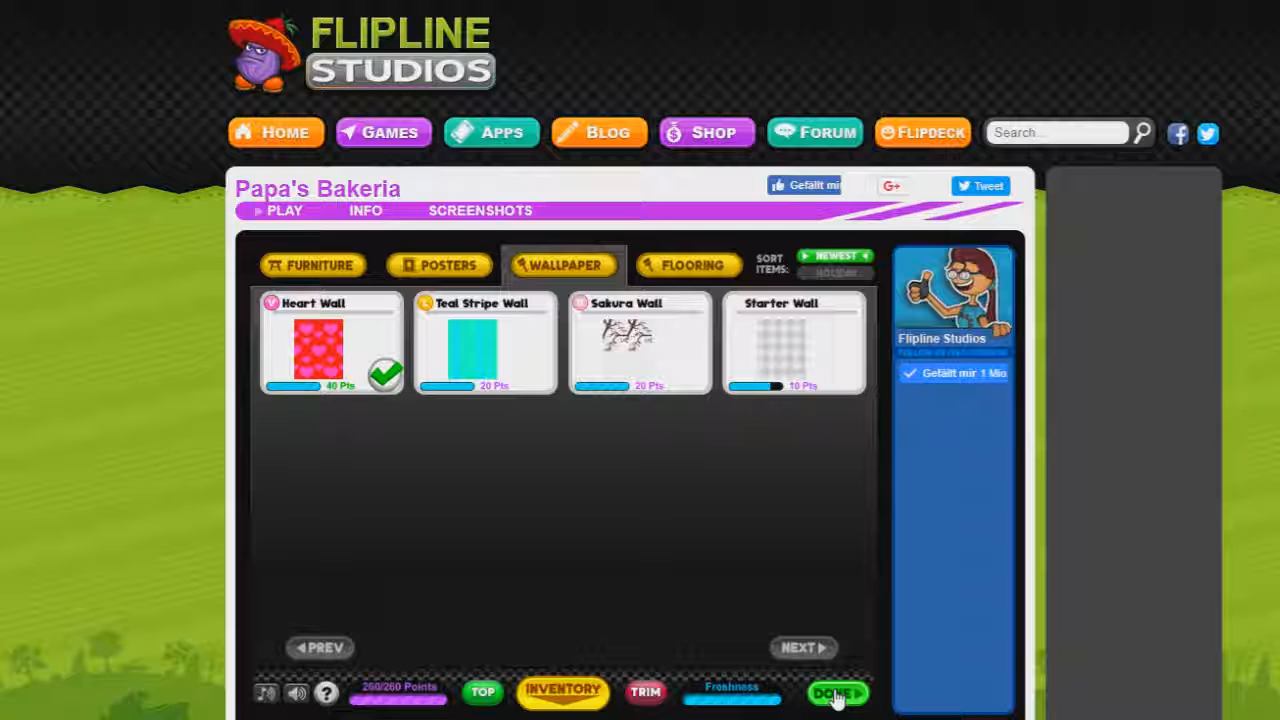 FLIPLINE
STUDIOS
HOME GAMES APPS BLOG SHOP FORUM FLIPDECK Search...
Papa's Bakeria
Gefällt mi G+ Tweet
PLAY INFO SCREENSHOTS
FURNITURE POSTERS WALLPAPER FLOORING SORT ITEMS: NEWEST HOLIDAY
Heart Wall Teal Stripe Wall Sakura Wall Starter Wall
40 Pts 20 Pts 20 Pts 10 Pts
Flipline Studios
Gefällt mir 1 Mio
PREV NEXT
260/260 Points TOP INVENTORY TRIM Freshness DONE